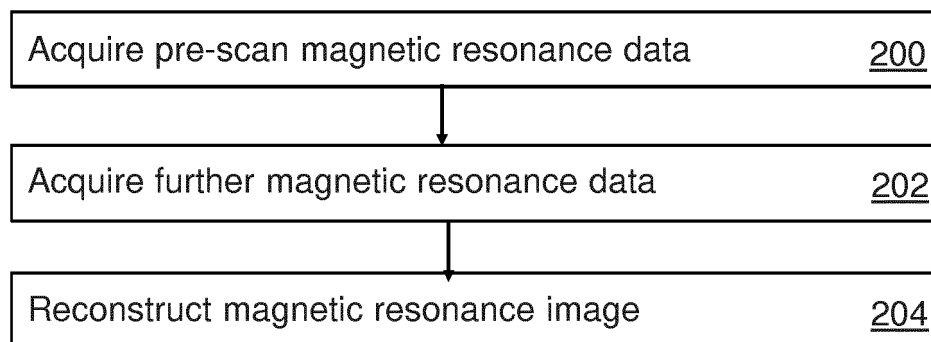 Acquire pre-scan magnetic resonance data 200
Acquire further magnetic resonance data 202
Reconstruct magnetic resonance image 204